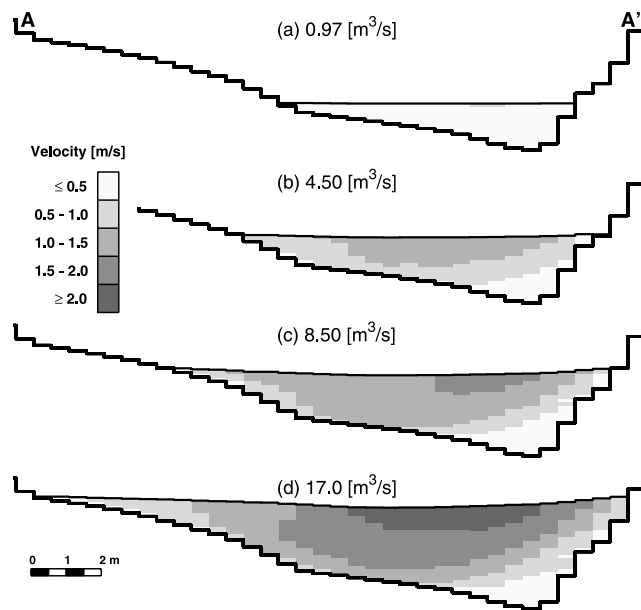 A
(a) 0.97 [m³/s]
A'
Velocity [m/s]
≤ 0.5
0.5 - 1.0
1.0 - 1.5
1.5 - 2.0
≥ 2.0
(b) 4.50 [m³/s]
(c) 8.50 [m³/s]
(d) 17.0 [m³/s]
0 1 2 m